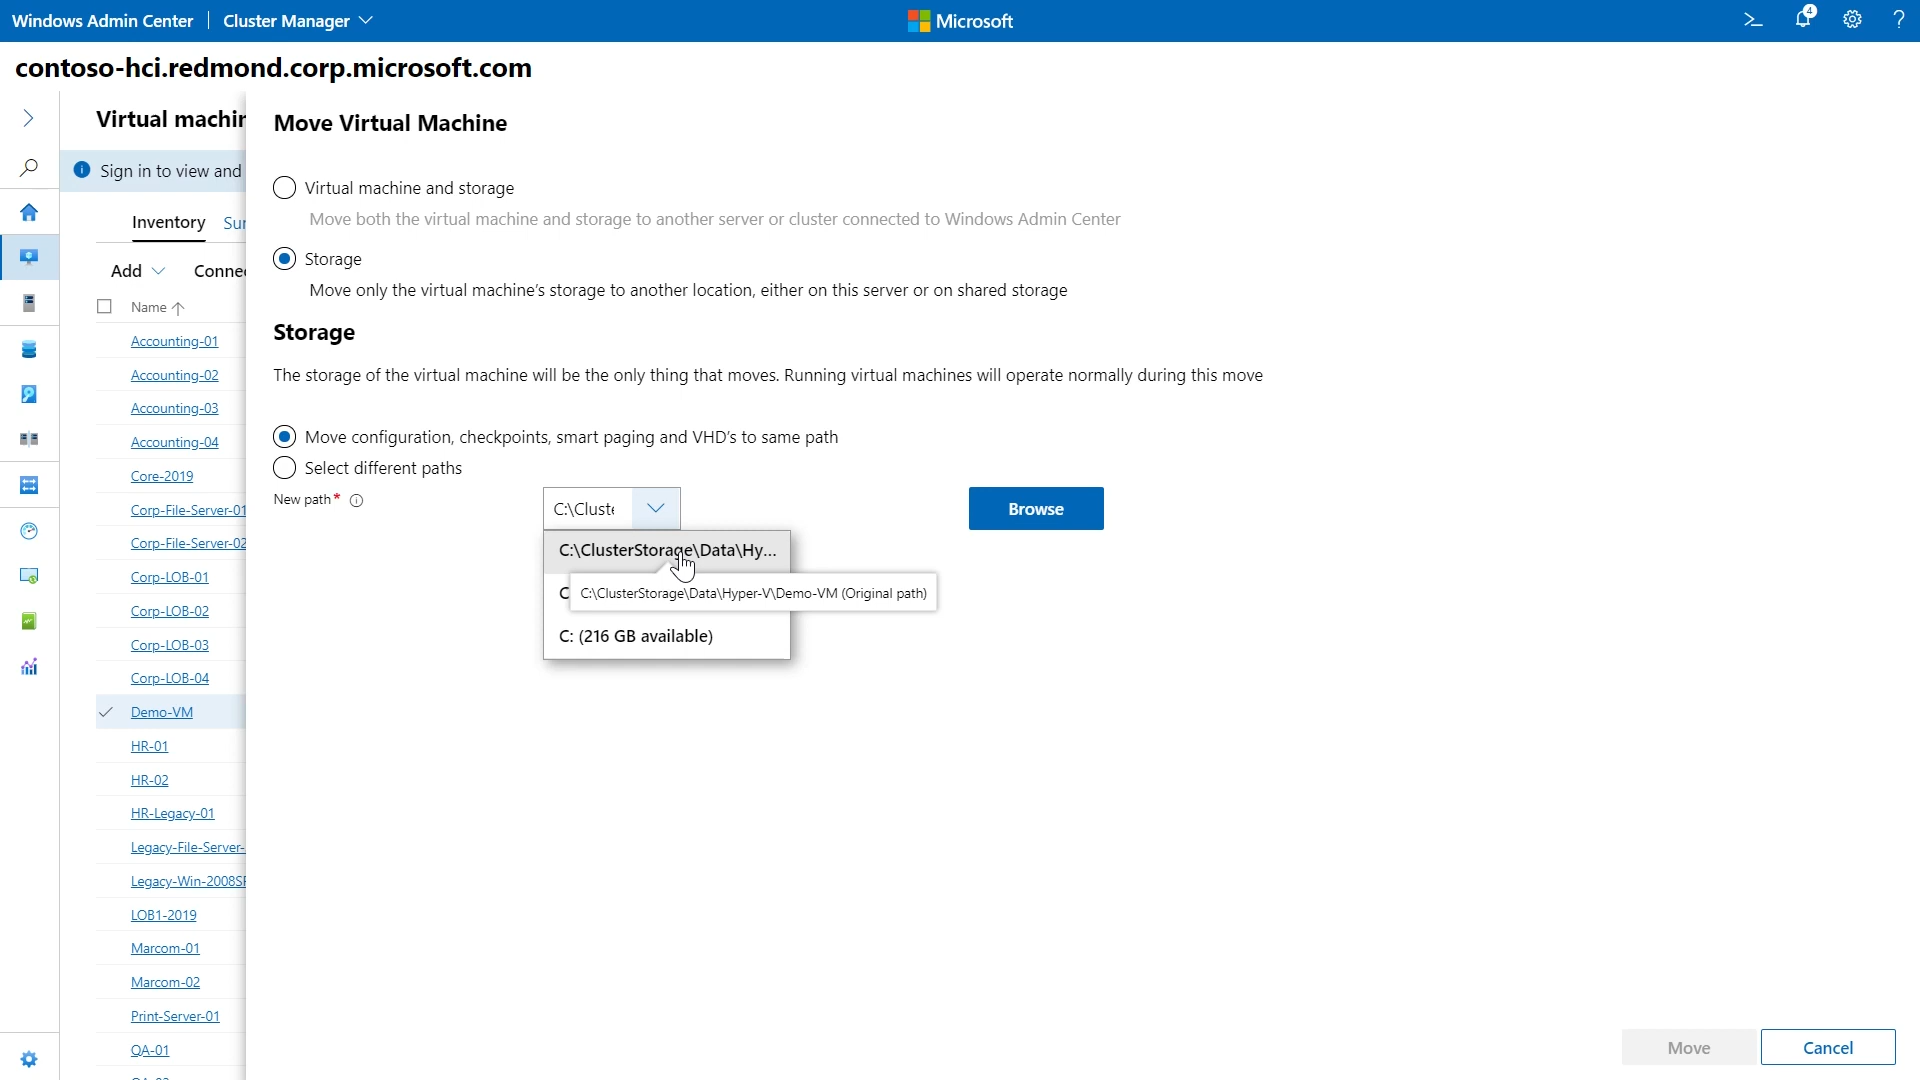 Windows Admin Center
Cluster Manager
Microsoft
4
?
contoso-hci.redmond.corp.microsoft.com
Virtual machin
Sign in to view and
Inventory
Sur
Add
Connec
Name
Accounting-01
Accounting-02
Accounting-03
Accounting-04
Core-2019
Corp-File-Server-01
Corp-File-Server-02
Corp-LOB-01
Corp-LOB-02
Corp-LOB-03
Corp-LOB-04
Demo-VM
HR-01
HR-02
HR-Legacy-01
Legacy-File-Server-
Legacy-Win-2008SF
LOB1-2019
Marcom-01
Marcom-02
Print-Server-01
QA-01
Move Virtual Machine
Virtual machine and storage
Move both the virtual machine and storage to another server or cluster connected to Windows Admin Center
Storage
Move only the virtual machine's storage to another location, either on this server or on shared storage
Storage
The storage of the virtual machine will be the only thing that moves. Running virtual machines will operate normally during this move
Move configuration, checkpoints, smart paging and VHD's to same path
Select different paths
New path*
C:\Cluste
Browse
C:\ClusterStorage\Data\Hy...
C
C:\ClusterStorage\Data\Hyper-V\Demo-VM (Original path)
C: (216 GB available)
Move
Cancel